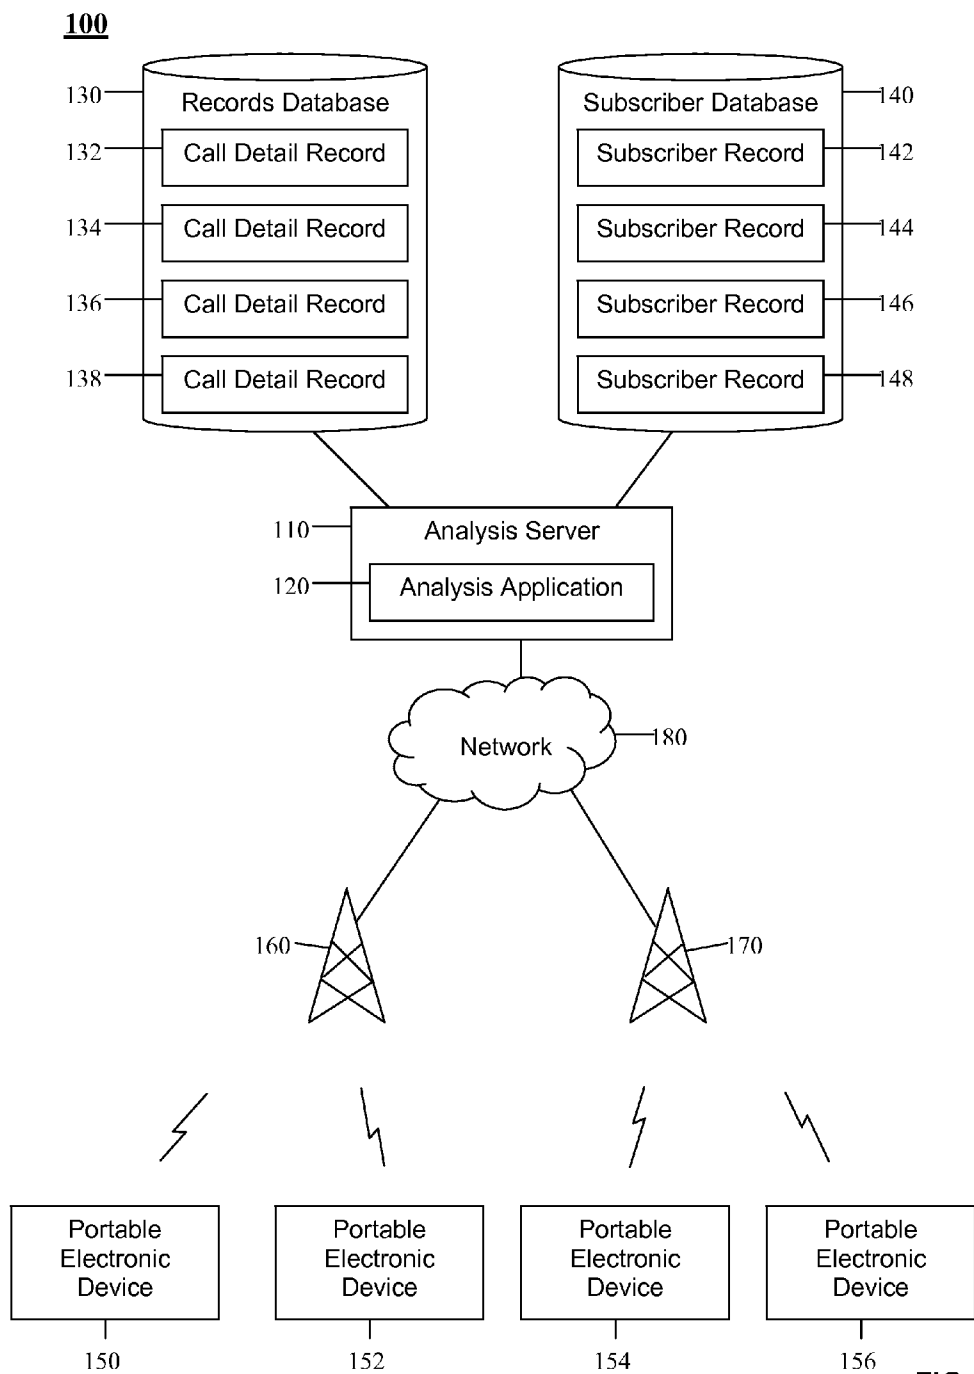 100
130 Records Database
Subscriber Database 140
132 Call Detail Record
Subscriber Record 142
134 Call Detail Record
Subscriber Record 144
136 Call Detail Record
Subscriber Record 146
138 Call Detail Record
Subscriber Record 148
110 Analysis Server
120 Analysis Application
Network 180
160
170
Portable
Electronic
Device
150
Portable
Electronic
Device
152
Portable
Electronic
Device
154
Portable
Electronic
Device
156